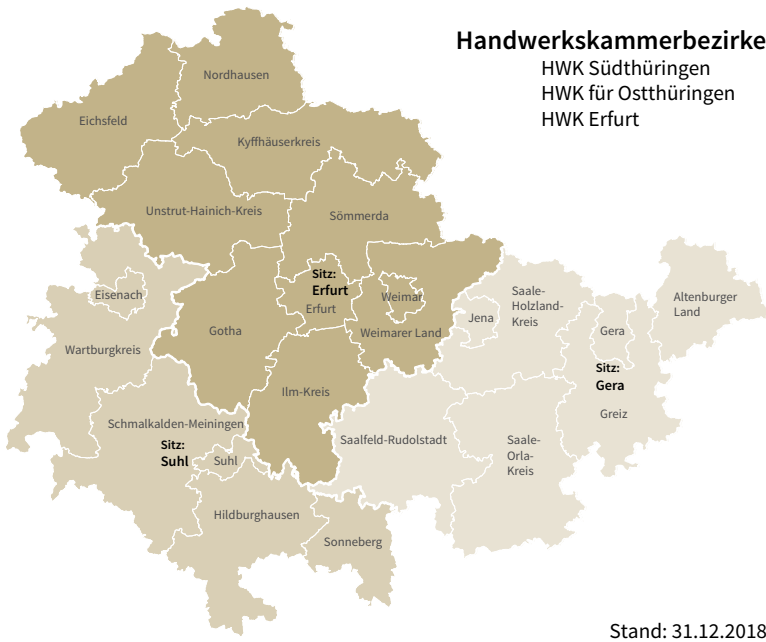 Handwerkskammerbezirke
HWK Südthüringen
HWK für Ostthüringen
HWK Erfurt
Nordhausen
Eichsfeld
Kyffhäuserkreis
Unstrut-Hainich-Kreis
Sömmerda
Sitz:
Erfurt
Erfurt
Eisenach
Weimar
Gotha
Weimarer Land
Wartburgkreis
Ilm-Kreis
Jena
Saale-
Holzland-
Kreis
Altenburger
Land
Gera
Sitz:
Gera
Greiz
Schmalkalden-Meiningen
Sitz:
Suhl
Suhl
Saalfeld-Rudolstadt
Saale-
Orla-
Kreis
Hildburghausen
Sonneberg
Stand: 31.12.2018